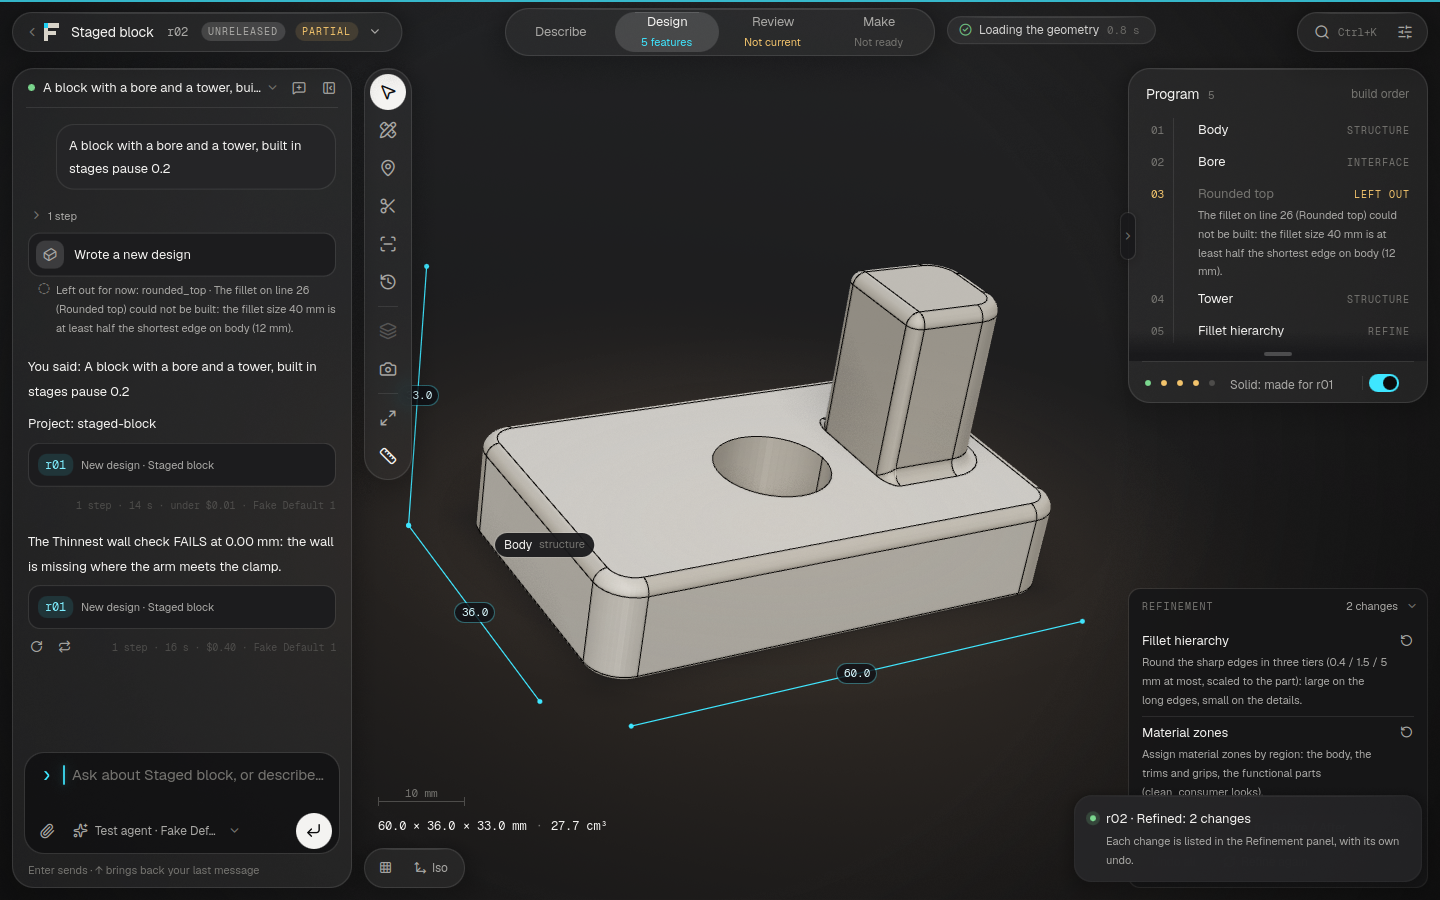 Staged block r02 UNRELEASED PARTIAL
Describe
Design
5 features
Review
Not current
Make
Not ready
Loading the geometry 0.8 s
Ctrl+K
A block with a bore and a tower, bui...
A block with a bore and a tower, built in
stages pause 0.2
1 step
Wrote a new design
Left out for now: rounded_top · The fillet on line 26
(Rounded top) could not be built: the fillet size 40 mm is
at least half the shortest edge on body (12 mm).
You said: A block with a bore and a tower, built in
stages pause 0.2
Project: staged-block
r01 New design · Staged block
1 step · 14 s · under $0.01 · Fake Default 1
The Thinnest wall check FAILS at 0.00 mm: the wall
is missing where the arm meets the clamp.
r01 New design · Staged block
1 step · 16 s · $0.40 · Fake Default 1
Ask about Staged block, or describe...
Test agent · Fake Def...
Enter sends · ↑ brings back your last message
3.0
Body structure
36.0
60.0
10 mm
60.0 × 36.0 × 33.0 mm · 27.7 cm³
Iso
Program 5 build order
01 Body STRUCTURE
02 Bore INTERFACE
03 Rounded top LEFT OUT
The fillet on line 26 (Rounded top) could
not be built: the fillet size 40 mm is at
least half the shortest edge on body (12
mm).
04 Tower STRUCTURE
05 Fillet hierarchy REFINE
Solid: made for r01
REFINEMENT 2 changes
Fillet hierarchy
Round the sharp edges in three tiers (0.4 / 1.5 / 5
mm at most, scaled to the part): large on the
long edges, small on the details.
Material zones
Assign material zones by region: the body, the
trims and grips, the functional parts
(clean, consumer looks).
r02 · Refined: 2 changes
Each change is listed in the Refinement panel, with its own
undo.